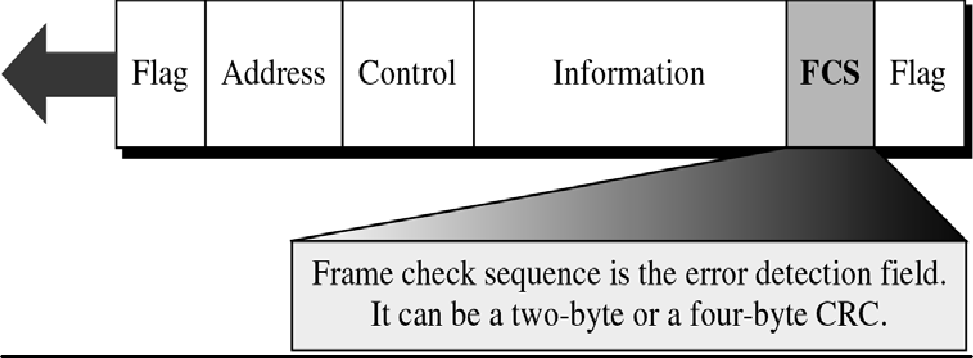 Flag Address Control Information FCS Flag
Frame check sequence is the error detection field.
It can be a two-byte or a four-byte CRC.